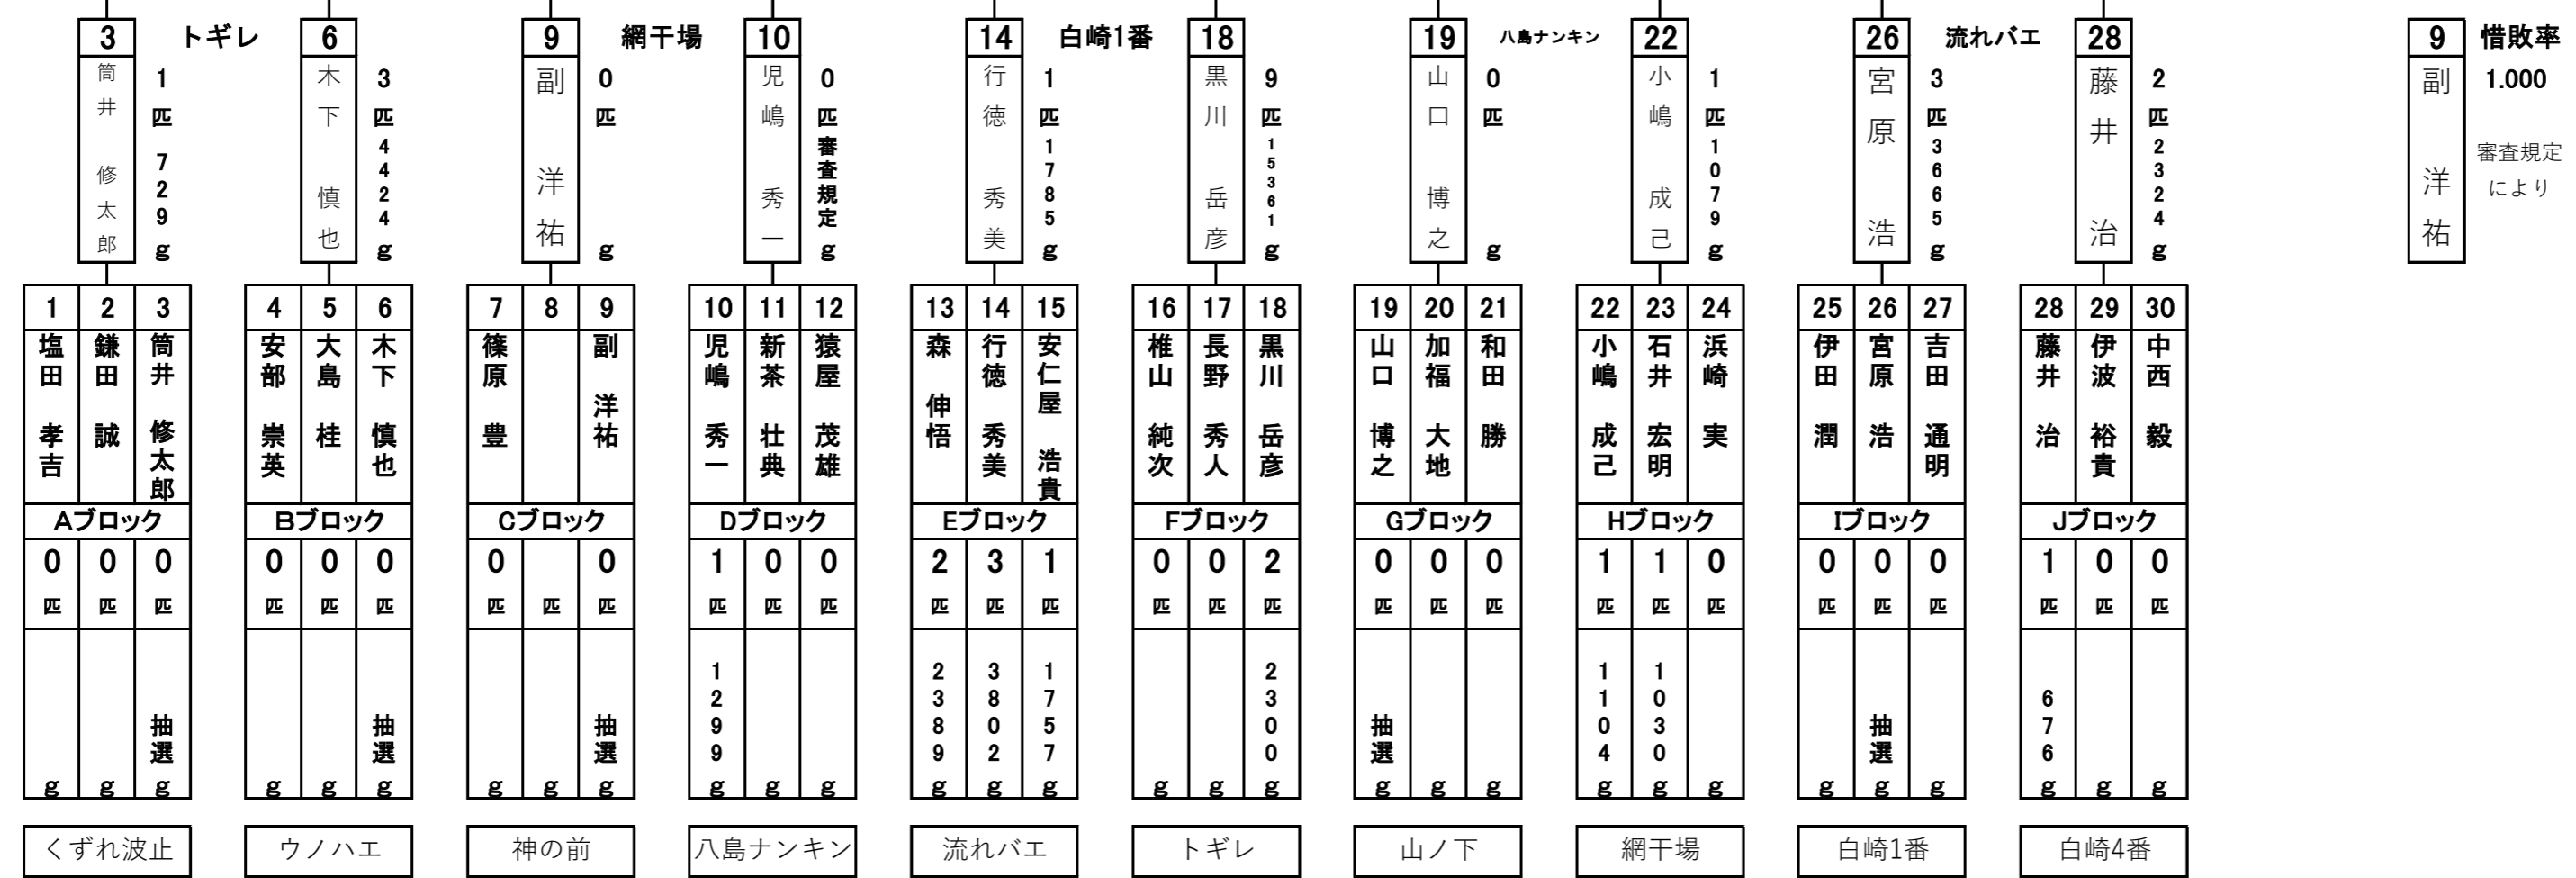 3 トギレ 6
筒井 修太郎
1匹 729g
木下 慎也
3匹 4424g
9 網干場 10
副 洋祐
0匹 g
児嶋 秀一
0匹 審査規定 g
14 白崎1番 18
行徳 秀美
1匹 1785g
黒川 岳彦
9匹 15361g
19 八島ナンキン 22
山口 博之
0匹 g
小嶋 成己
1匹 1079g
26 流れバエ 28
宮原 浩
3匹 3665g
藤井 治
2匹 2324g
9 惜敗率
副 洋祐
1.000
審査規定
により
1 2 3
塩田 孝吉
鎌田 誠
筒井 修太郎
Aブロック
0匹 0匹 0匹
g g 抽選g
くずれ波止
4 5 6
安部 崇英
大島 桂
木下 慎也
Bブロック
0匹 0匹 0匹
g g 抽選g
ウノハエ
7 8 9
篠原 豊
副 洋祐
Cブロック
0匹 匹 0匹
g g 抽選g
神の前
10 11 12
児嶋 秀一
新茶 壮典
猿屋 茂雄
Dブロック
1匹 0匹 0匹
1299g g g
八島ナンキン
13 14 15
森 伸悟
行徳 秀美
安仁屋 浩貴
Eブロック
2匹 3匹 1匹
2389g 3802g 1757g
流れバエ
16 17 18
椎山 純次
長野 秀人
黒川 岳彦
Fブロック
0匹 0匹 2匹
g g 2300g
トギレ
19 20 21
山口 博之
加福 大地
和田 勝
Gブロック
0匹 0匹 0匹
抽選g g g
山ノ下
22 23 24
小嶋 成己
石井 宏明
浜崎 実
Hブロック
1匹 1匹 0匹
1104g 1030g g
網干場
25 26 27
伊田 潤
宮原 浩
吉田 通明
Iブロック
0匹 0匹 0匹
g 抽選g g
白崎1番
28 29 30
藤井 治
伊波 裕貴
中西 毅
Jブロック
1匹 0匹 0匹
676g g g
白崎4番